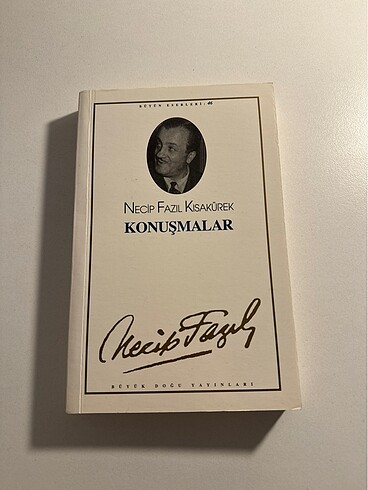 BÜTÜN ESERLERİ: 46
NECİP FAZIL KISAKÜREK
KONUŞMALAR
Necip Fazıl
BÜYÜK DOĞU YAYINLARI